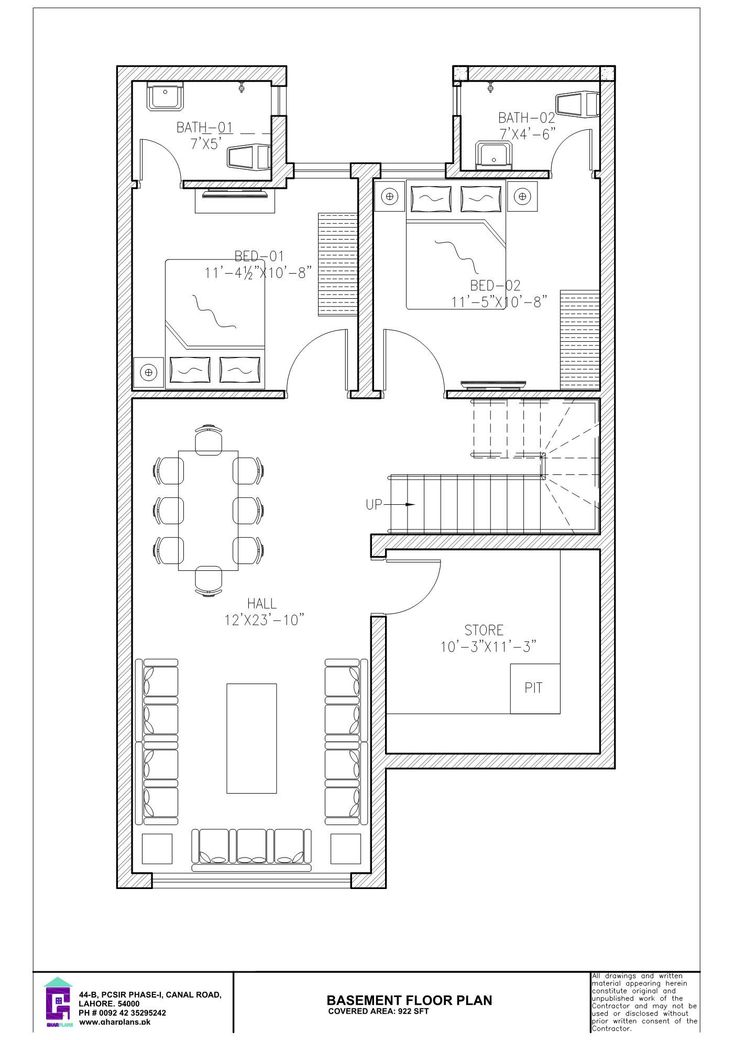 BATH-01
7'X5'
BATH-02
7'X4'-6"
BED-01
11'-4½"X10'-8"
BED-02
11'-5"X10'-8"
UP
HALL
12'X23'-10"
STORE
10'-3"X11'-3"
PIT
GHARPLANS
44-B, PCSIR PHASE-I, CANAL ROAD,
LAHORE. 54000
PH # 0092 42 35295242
www.gharplans.pk
BASEMENT FLOOR PLAN
COVERED AREA: 922 SFT
All drawings and written
material appearing herein
constitute original and
unpublished work of the
Contractor and may not be
used or disclosed without
prior written consent of the
Contractor.